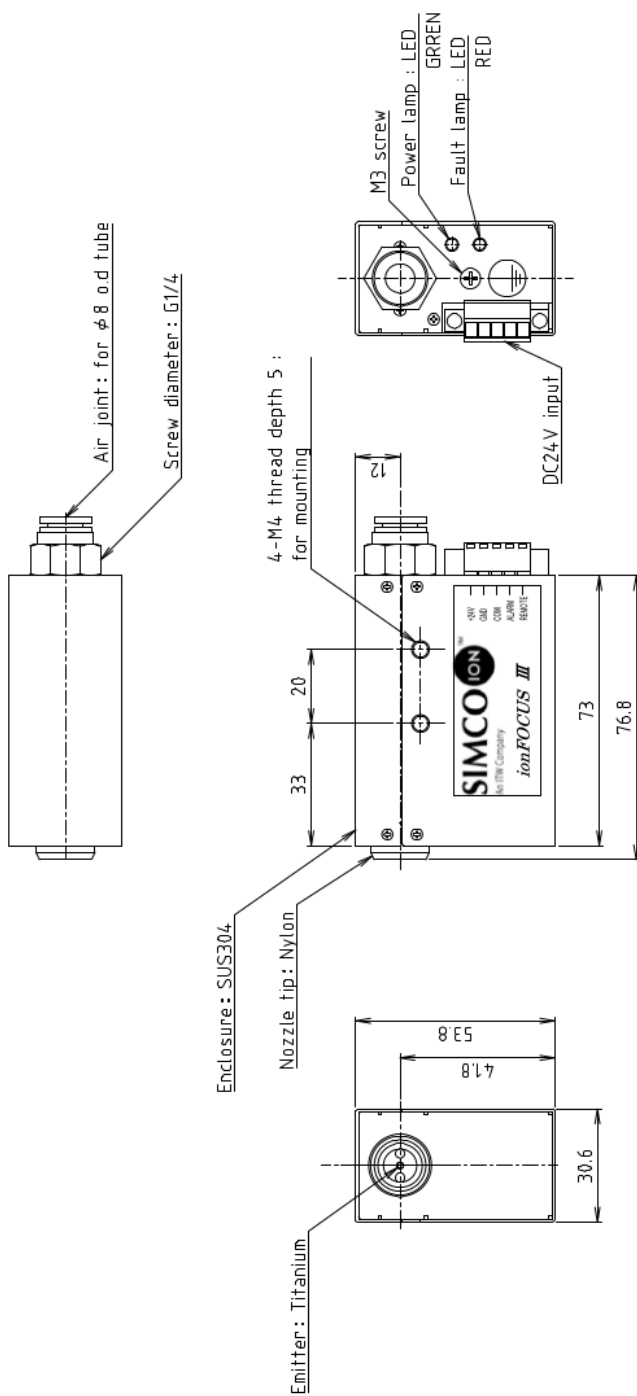 Air joint: for φ8 o.d tube
Screw diameter: G1/4
Enclosure: SUS304
Nozzle tip: Nylon
Emitter: Titanium
4-M4 thread depth 5 :
for mounting
M3 screw
Power lamp : LED
GRREN
Fault lamp : LED
RED
DC24V input
12
33
20
73
76.8
53.8
41.8
30.6
SIMCO ION TM
An ITW Company
ionFOCUS III
+24V
GND
COM
ALARM
REMOTE